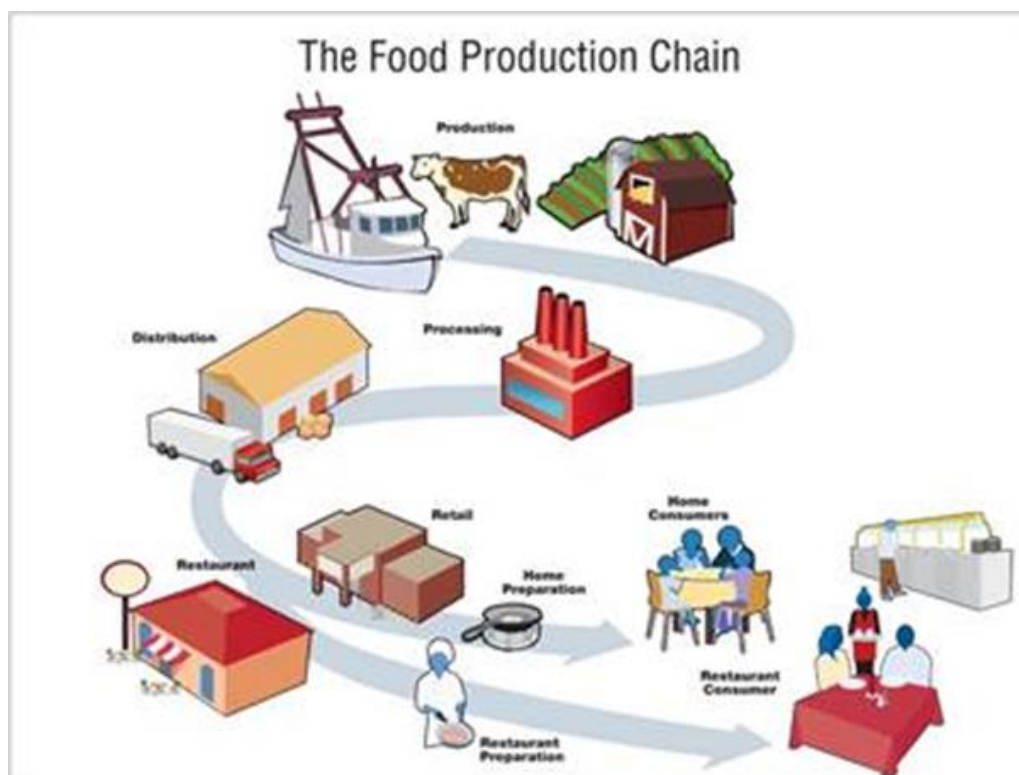 The Food Production Chain
Production
Processing
Distribution
Retail
Restaurant
Home
Preparation
Home
Consumers
Restaurant
Preparation
Restaurant
Consumer